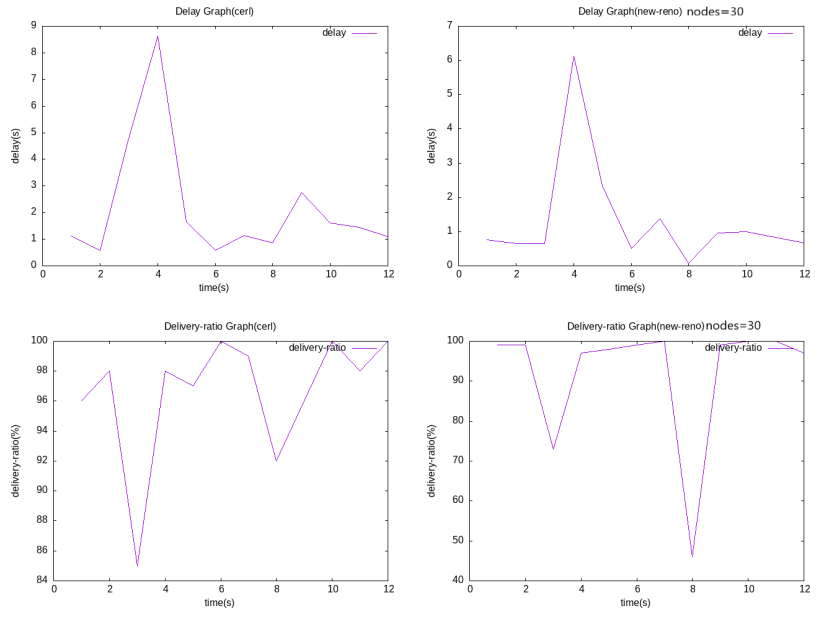 Delay Graph(cerl)
delay
9
8
7
6
5
4
3
2
1
0
delay(s)
0 2 4 6 8 10 12
time(s)
Delay Graph(new-reno) nodes=30
delay
7
6
5
4
3
2
1
0
delay(s)
0 2 4 6 8 10 12
time(s)
Delivery-ratio Graph(cerl)
delivery-ratio
100
98
96
94
92
90
88
86
84
delivery-ratio(%)
0 2 4 6 8 10 12
time(s)
Delivery-ratio Graph(new-reno) nodes=30
delivery-ratio
100
90
80
70
60
50
40
delivery-ratio(%)
0 2 4 6 8 10 12
time(s)